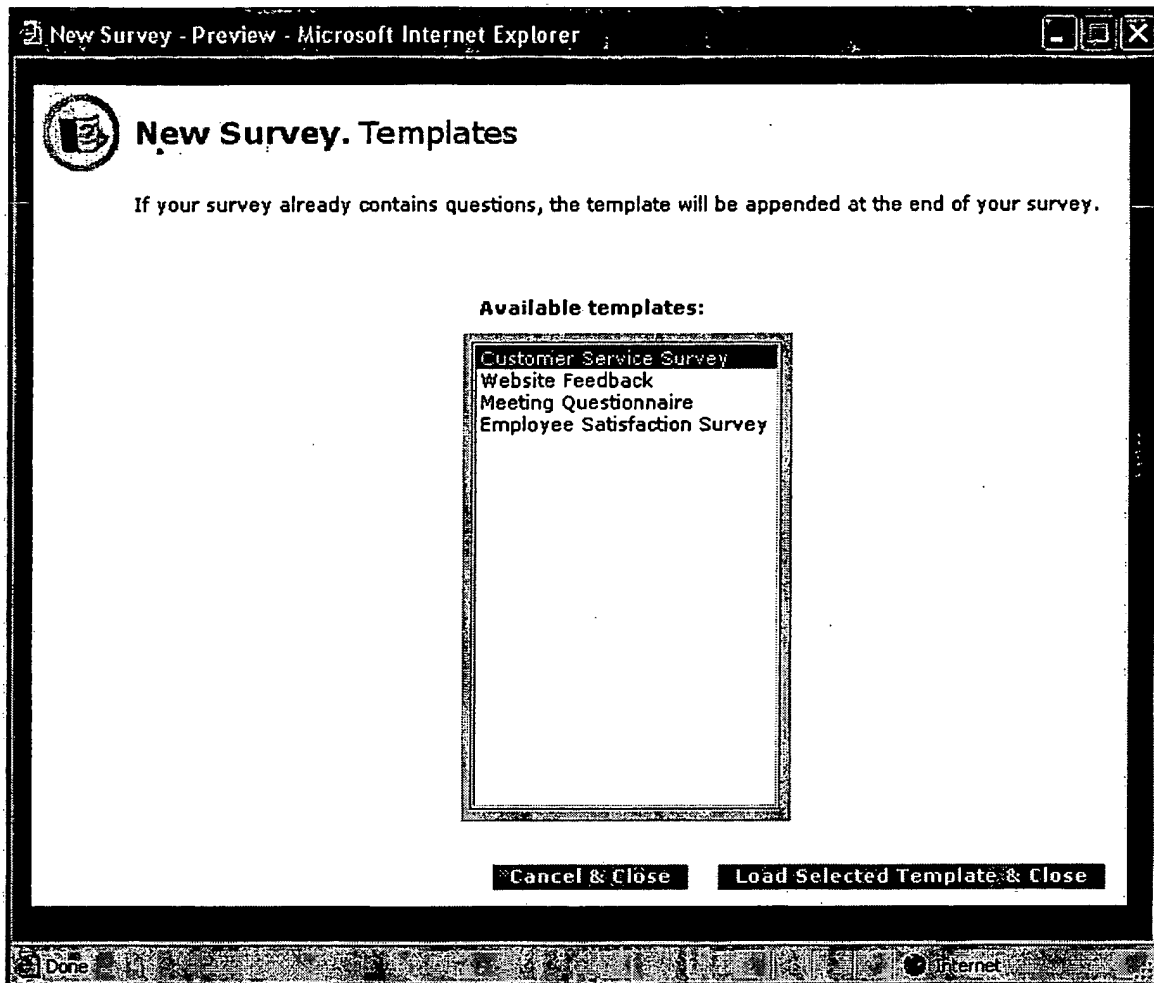 New Survey - Preview - Microsoft Internet Explorer
New Survey. Templates
If your survey already contains questions, the template will be appended at the end of your survey.
Available templates:
Customer Service Survey
Website Feedback
Meeting Questionnaire
Employee Satisfaction Survey
Cancel & Close
Load Selected Template & Close
Done
Internet